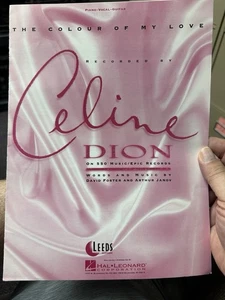 PIANO-VOCAL-GUITAR
THE COLOUR OF MY LOVE
RECORDED BY
Celine
DION
ON 550 MUSIC/EPIC RECORDS
WORDS AND MUSIC BY
DAVID FOSTER AND ARTHUR JANOV
LEEDS
HAL•LEONARD
CORPORATION